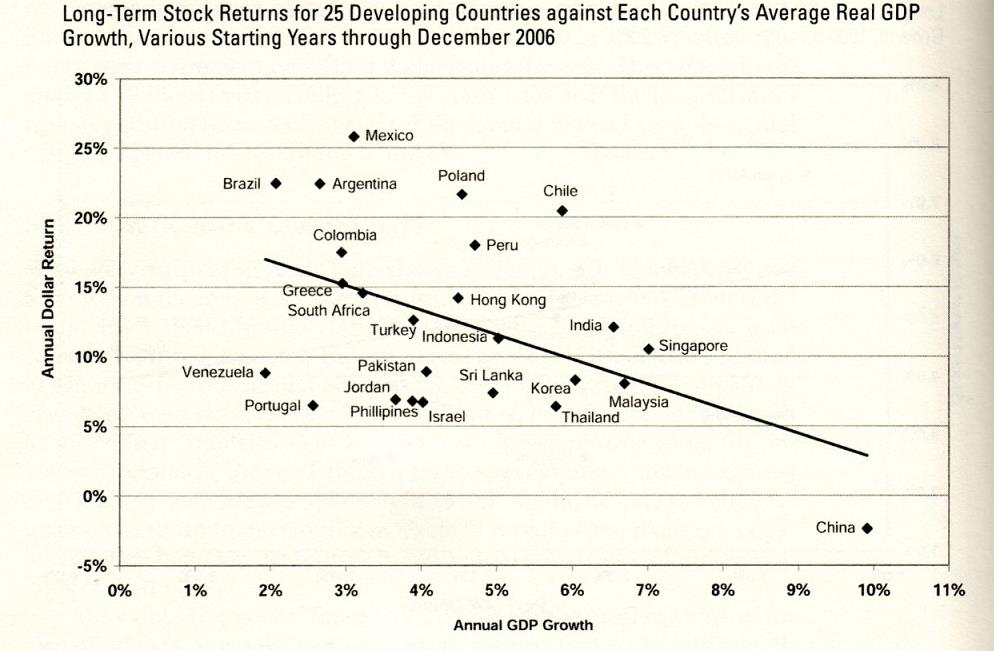 Long-Term Stock Returns for 25 Developing Countries against Each Country's Average Real GDP
Growth, Various Starting Years through December 2006
30%
25%
20%
15%
10%
5%
0%
-5%
Annual Dollar Return
Mexico
Brazil
Argentina
Poland
Chile
Colombia
Peru
Greece
South Africa
Hong Kong
Turkey
Indonesia
India
Singapore
Venezuela
Pakistan
Sri Lanka
Jordan
Korea
Malaysia
Portugal
Phillipines
Israel
Thailand
China
0%
1%
2%
3%
4%
5%
6%
7%
8%
9%
10%
11%
Annual GDP Growth